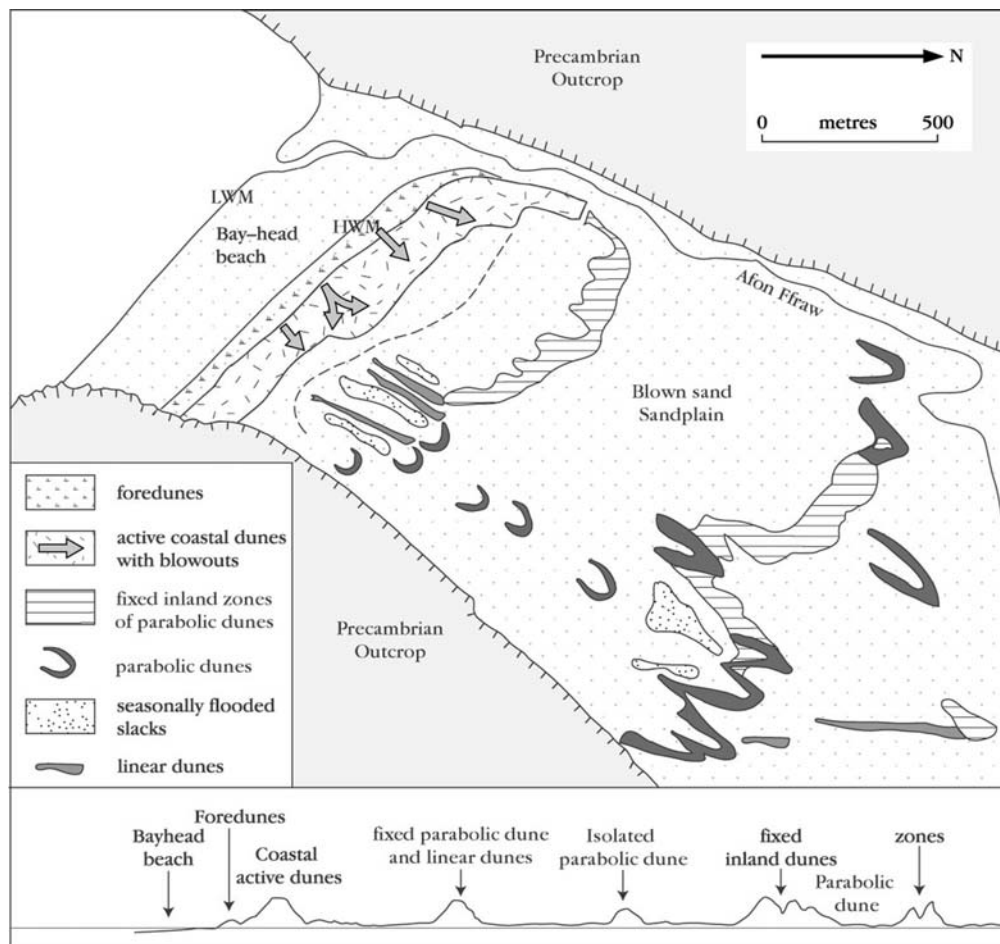 Precambrian
Outcrop
N
0 metres 500
LWM
HWM
Bay–head
beach
Afon Ffraw
Blown sand
Sandplain
Precambrian
Outcrop
foredunes
active coastal dunes
with blowouts
fixed inland zones
of parabolic dunes
parabolic dunes
seasonally flooded
slacks
linear dunes
Bayhead
beach
Foredunes
Coastal
active dunes
fixed parabolic dune
and linear dunes
Isolated
parabolic dune
fixed
inland dunes
Parabolic
dune
zones